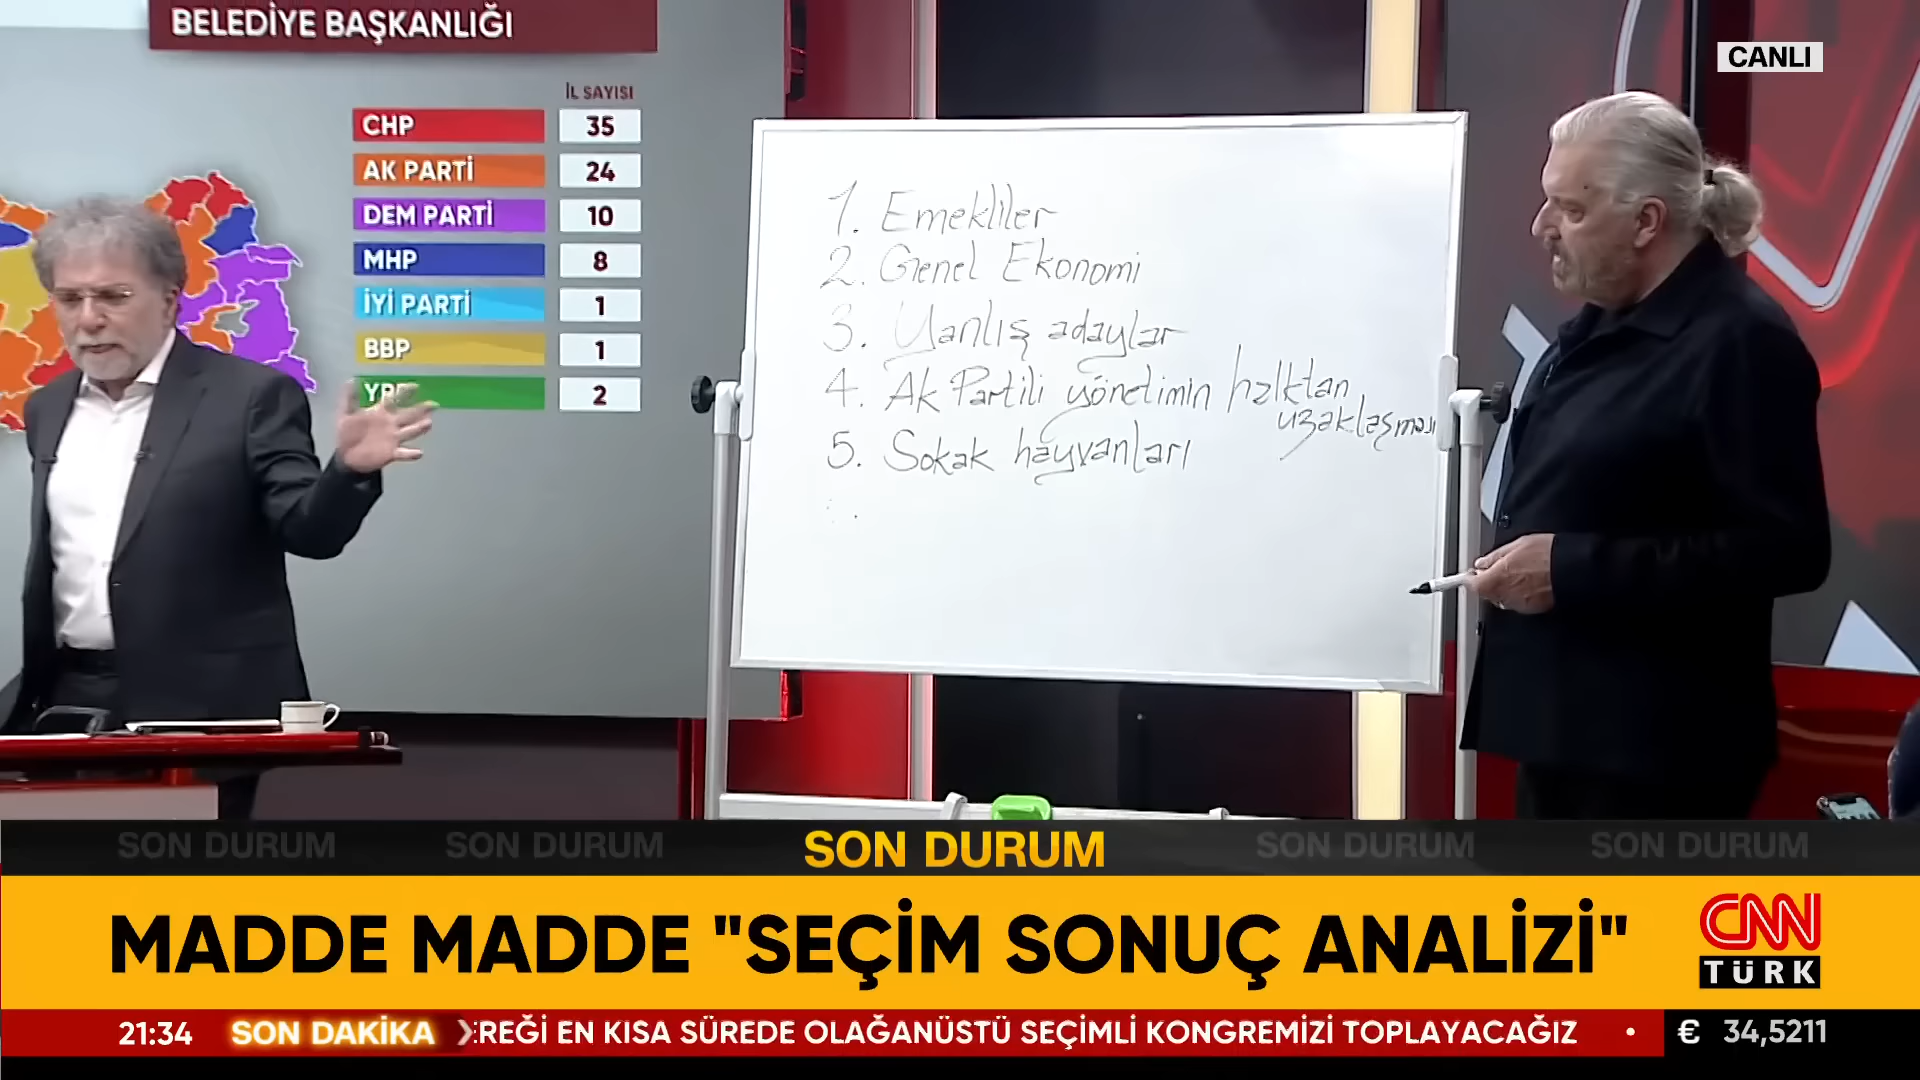 BELEDİYE BAŞKANLIĞI
CANLI
İL SAYISI
CHP 35
AK PARTİ 24
DEM PARTİ 10
MHP 8
İYİ PARTİ 1
BBP 1
2
1. Emekliler
2. Genel Ekonomi
3. Yanlış adaylar
4. Ak Partili yönetimin halktan
uzaklaşması
5. Sokak hayvanları
SON DURUM SON DURUM SON DURUM SON DURUM SON DURUM
MADDE MADDE "SEÇİM SONUÇ ANALİZİ"
CNN
TÜRK
21:34 SON DAKİKA EREĞİ EN KISA SÜREDE OLAĞANÜSTÜ SEÇİMLİ KONGREMİZİ TOPLAYACAĞIZ • € 34,5211